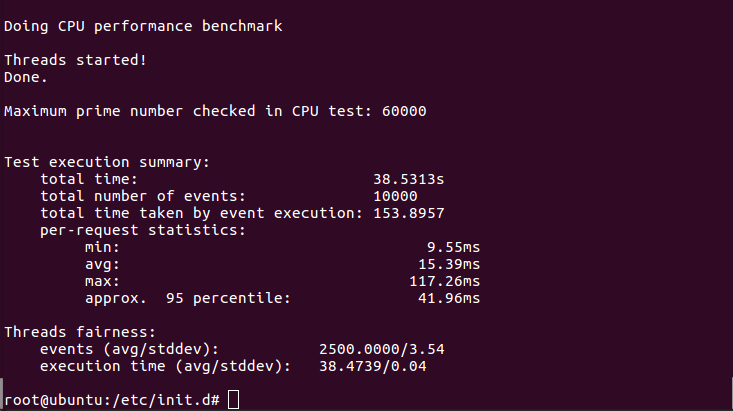 Doing CPU performance benchmark
Threads started!
Done.
Maximum prime number checked in CPU test: 60000
Test execution summary:
total time: 38.5313s
total number of events: 10000
total time taken by event execution: 153.8957
per-request statistics:
min: 9.55ms
avg: 15.39ms
max: 117.26ms
approx.  95 percentile: 41.96ms
Threads fairness:
events (avg/stddev): 2500.0000/3.54
execution time (avg/stddev): 38.4739/0.04
root@ubuntu:/etc/init.d#